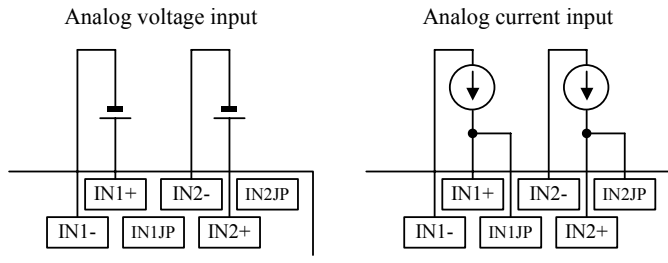 Analog voltage input
Analog current input
IN1+ IN2- IN2JP
IN1- IN1JP IN2+
IN1+ IN2- IN2JP
IN1- IN1JP IN2+